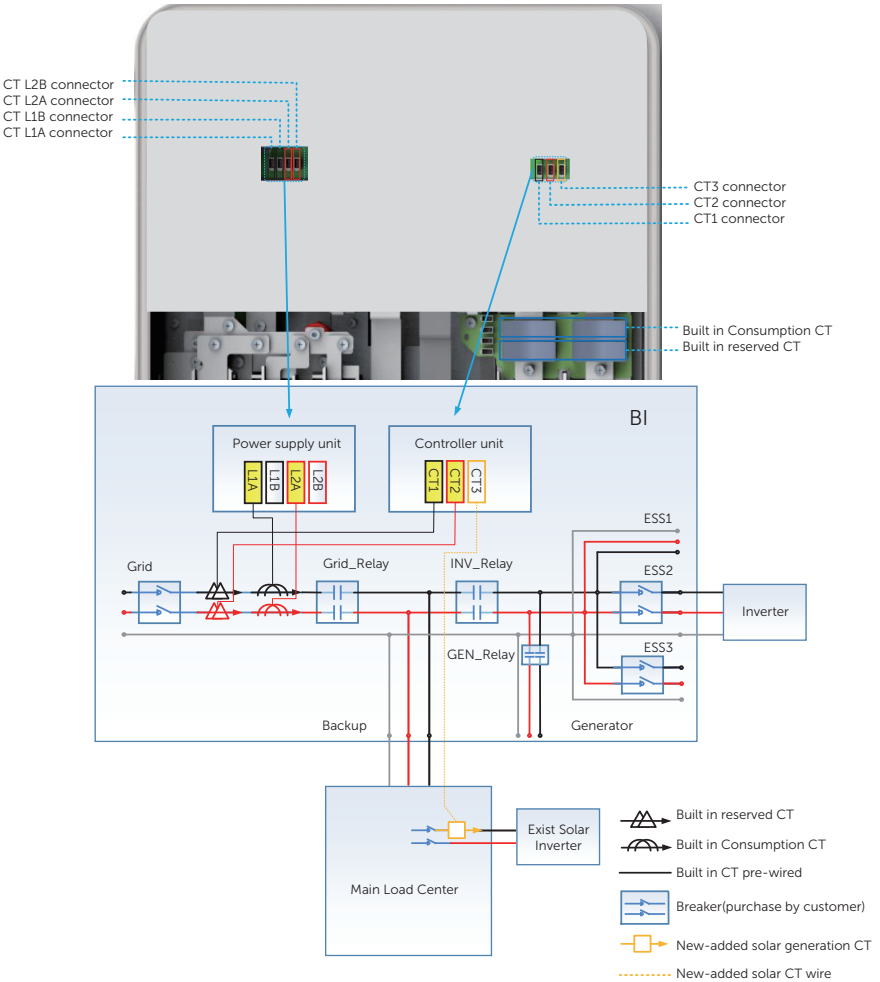 CT L2B connector
CT L2A connector
CT L1B connector
CT L1A connector
CT3 connector
CT2 connector
CT1 connector
Built in Consumption CT
Built in reserved CT
BI
Power supply unit
L1A
L1B
L2A
L2B
Controller unit
CT1
CT2
CT3
ESS1
Grid
Grid_Relay
INV_Relay
ESS2
Inverter
GEN_Relay
ESS3
Backup
Generator
Main Load Center
Exist Solar
Inverter
Built in reserved CT
Built in Consumption CT
Built in CT pre-wired
Breaker(purchase by customer)
New-added solar generation CT
New-added solar CT wire